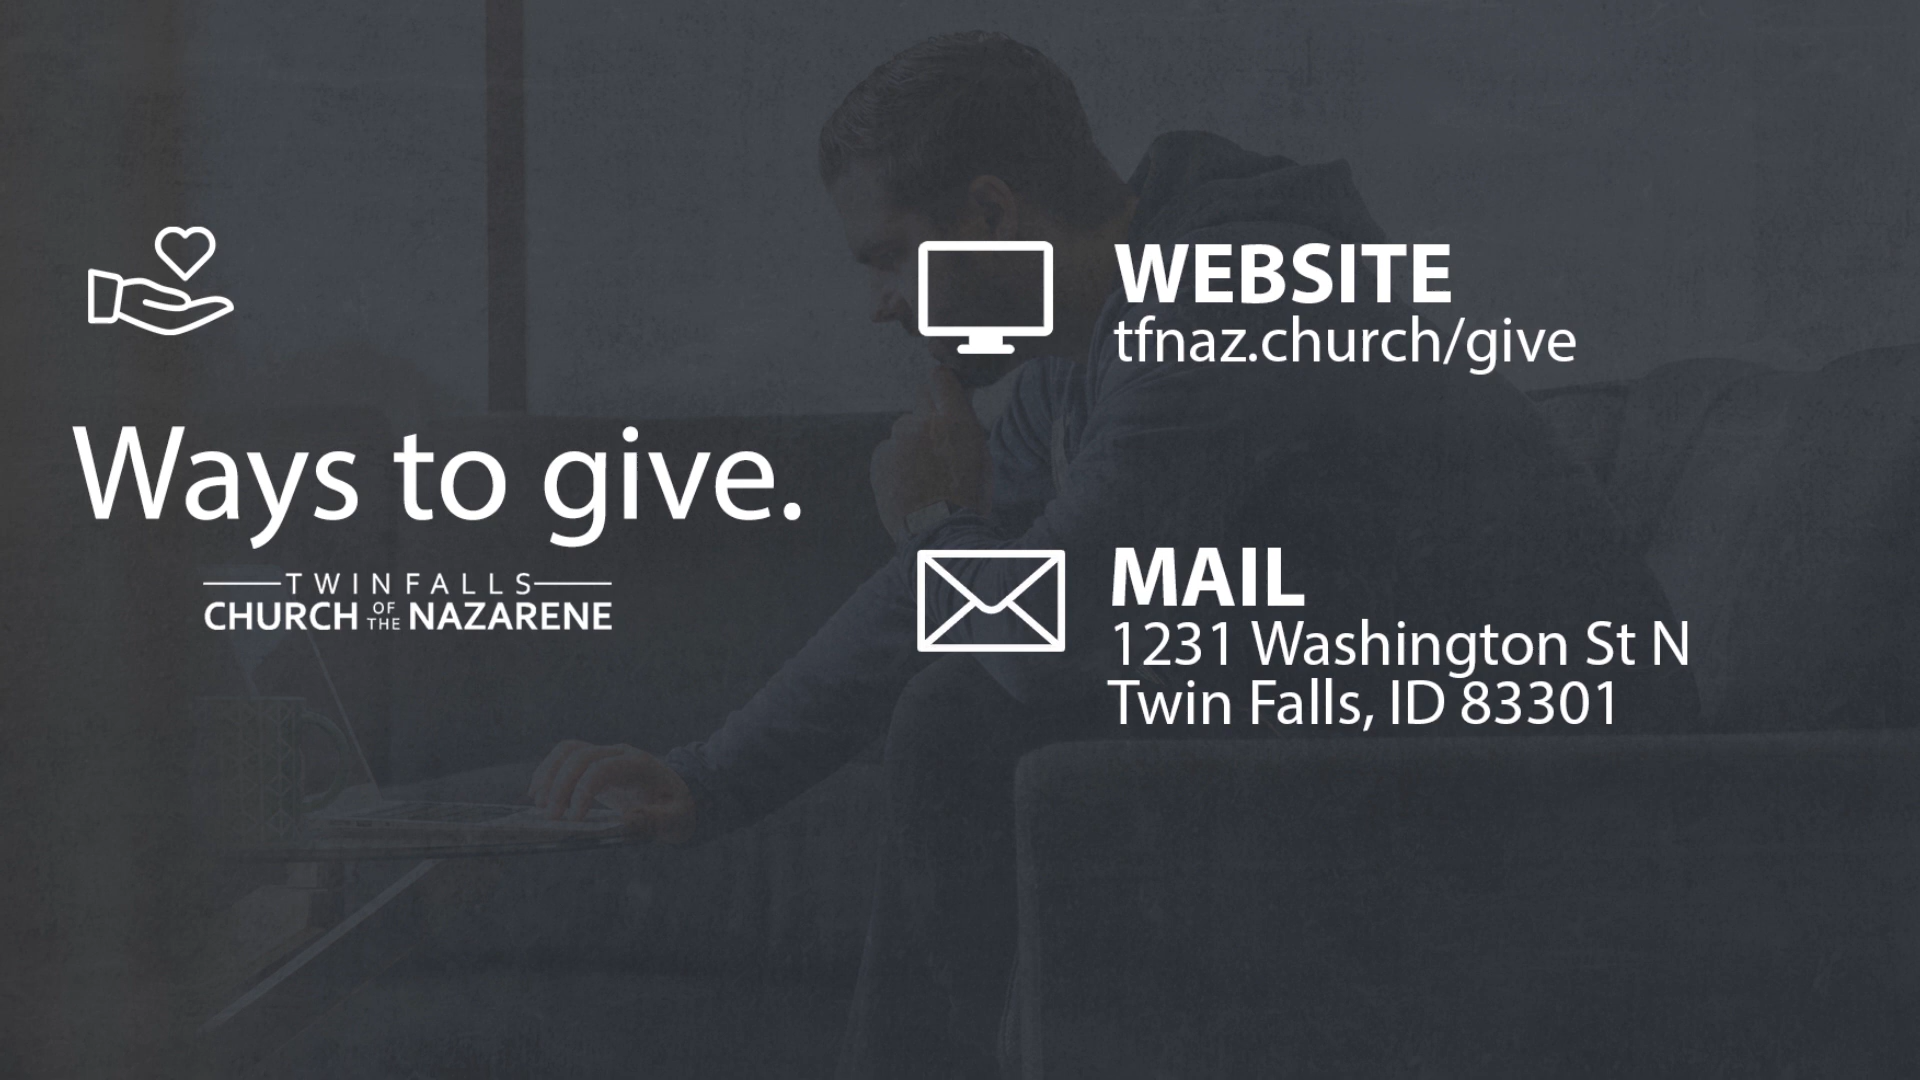 Ways to give.
TWIN FALLS
CHURCH OF THE NAZARENE
WEBSITE
tfnaz.church/give
MAIL
1231 Washington St N
Twin Falls, ID 83301